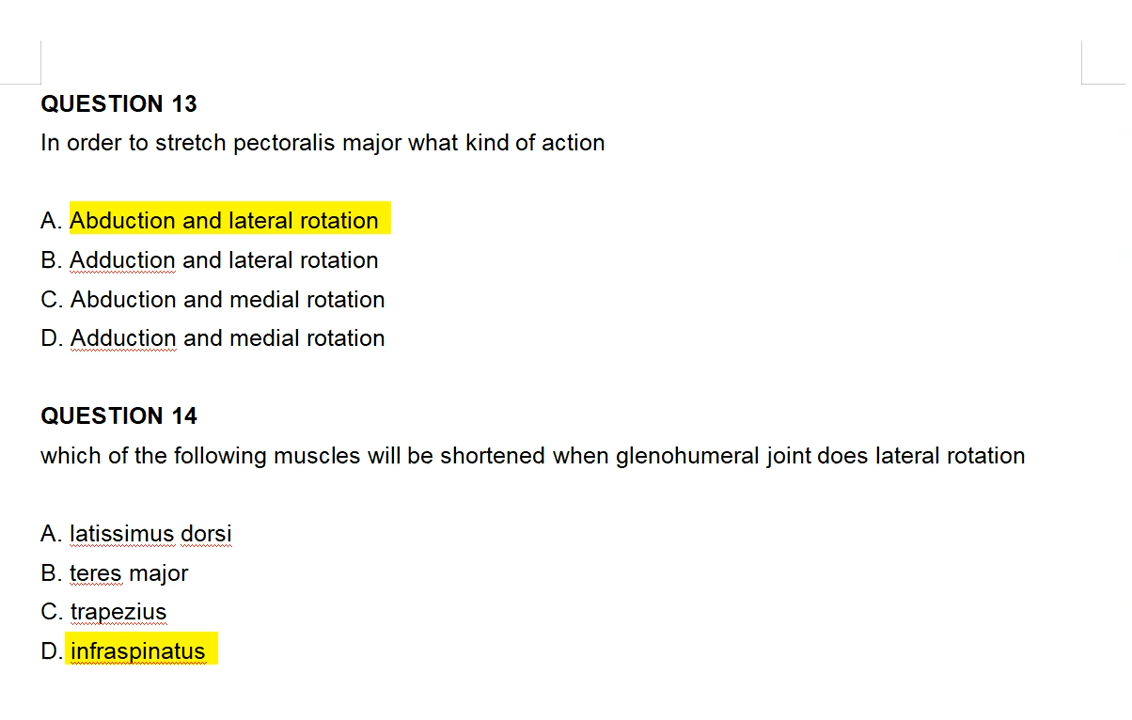 QUESTION 13
In order to stretch pectoralis major what kind of action
A. Abduction and lateral rotation
B. Adduction and lateral rotation
C. Abduction and medial rotation
D. Adduction and medial rotation
QUESTION 14
which of the following muscles will be shortened when glenohumeral joint does lateral rotation
A. latissimus dorsi
B. teres major
C. trapezius
D. infraspinatus